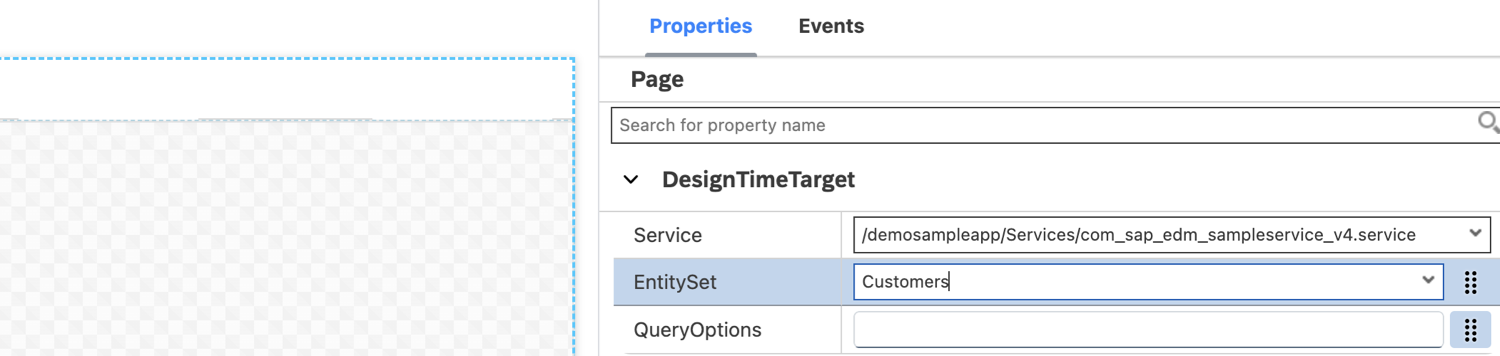 Properties Events
Page
Search for property name
DesignTimeTarget
Service /demosampleapp/Services/com_sap_edm_sampleservice_v4.service
EntitySet Customers
QueryOptions